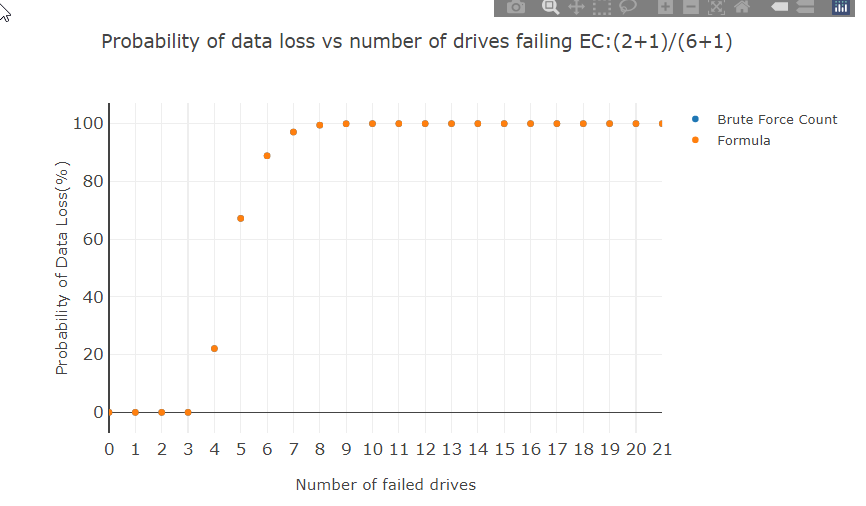 Probability of data loss vs number of drives failing EC:(2+1)/(6+1)
100
80
60
40
20
0
Probability of Data Loss(%)
0 1 2 3 4 5 6 7 8 9 10 11 12 13 14 15 16 17 18 19 20 21
Number of failed drives
Brute Force Count
Formula